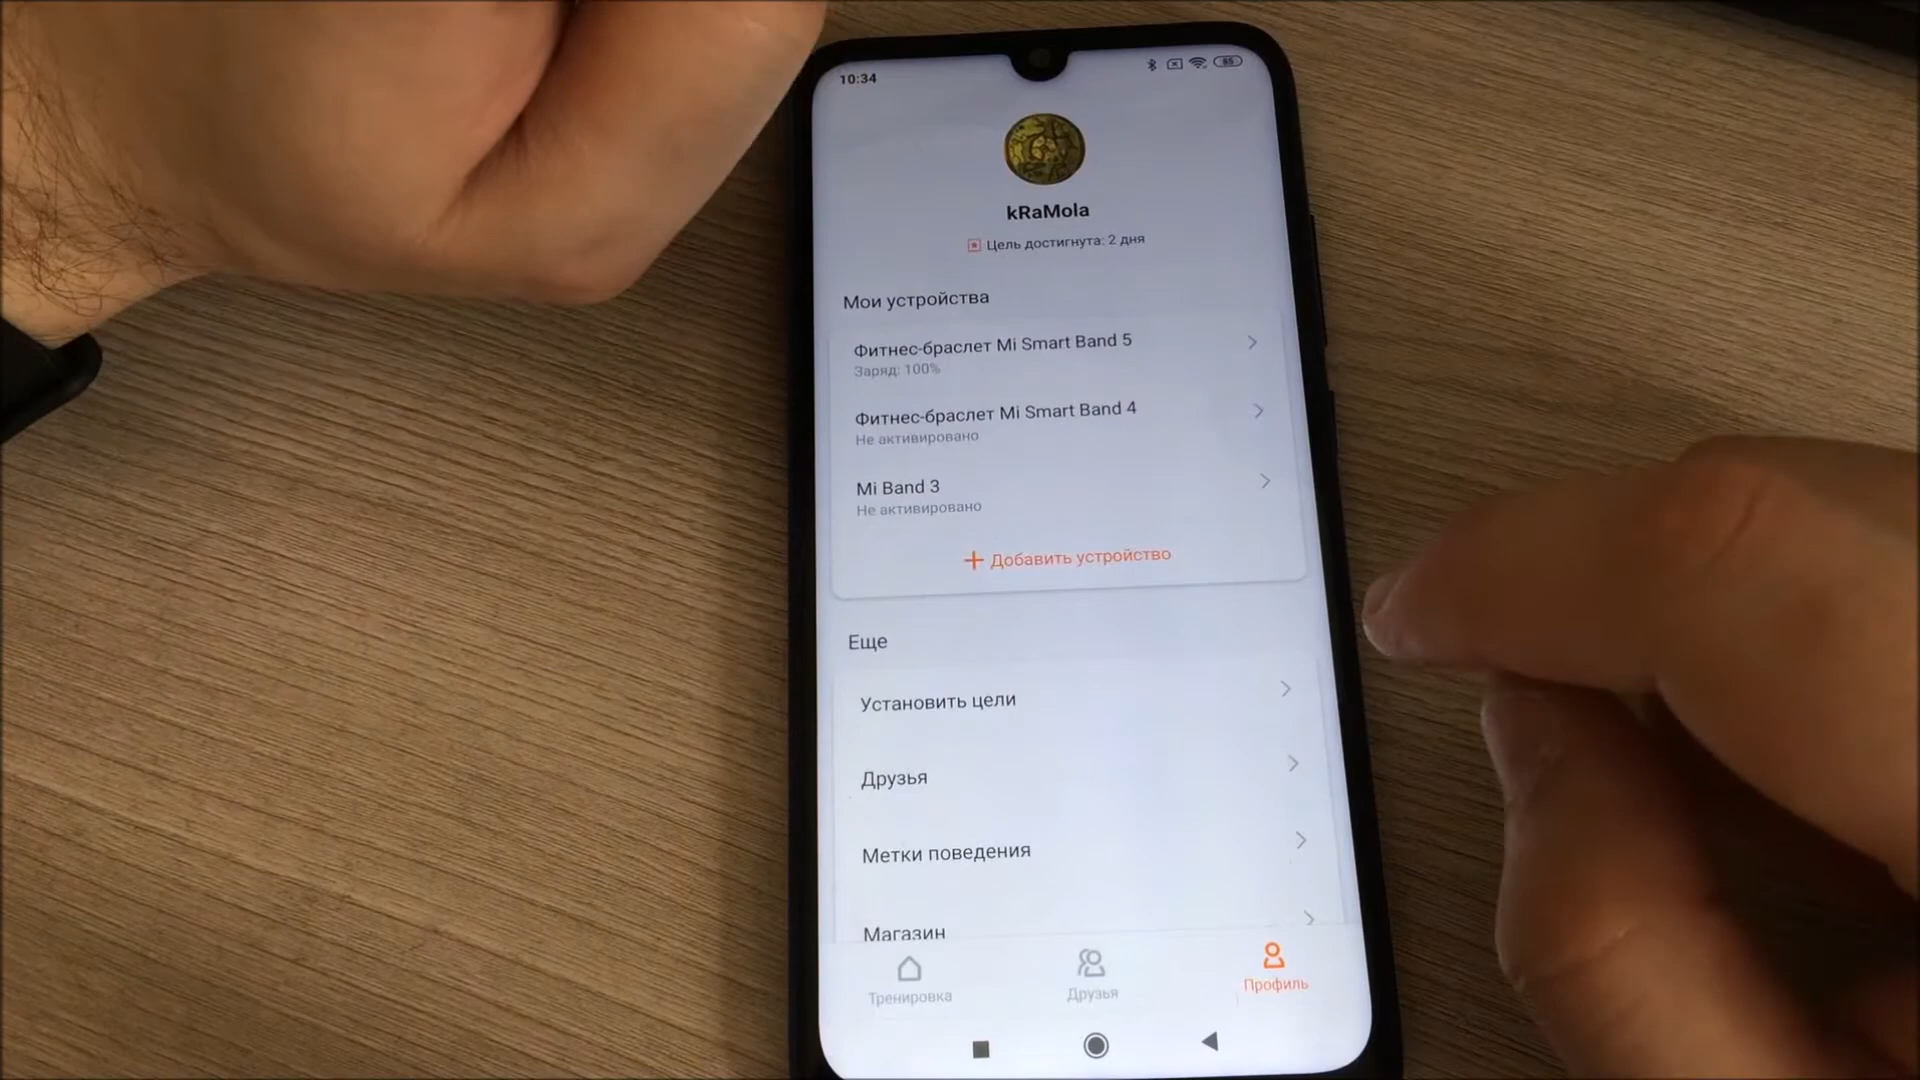 10:34
85
kRaMola
Цель достигнута: 2 дня
Мои устройства
Фитнес-браслет Mi Smart Band 5
Заряд: 100%
Фитнес-браслет Mi Smart Band 4
Не активировано
Mi Band 3
Не активировано
+ Добавить устройство
Еще
Установить цели
Друзья
Метки поведения
Магазин
Тренировка
Друзья
Профиль